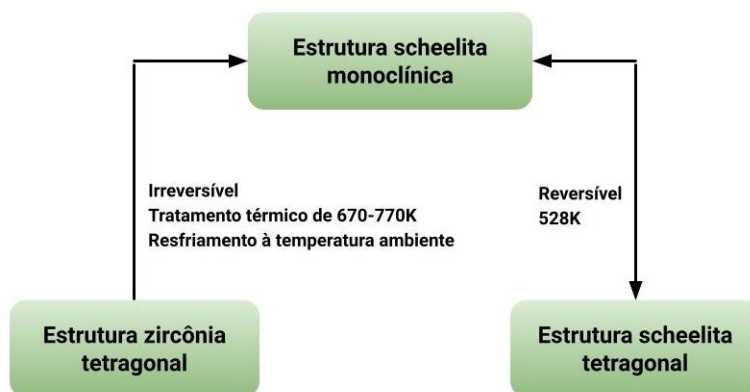 Estrutura scheelita
monoclínica
Irreversível
Tratamento térmico de 670-770K
Resfriamento à temperatura ambiente
Reversível
528K
Estrutura zircônia
tetragonal
Estrutura scheelita
tetragonal